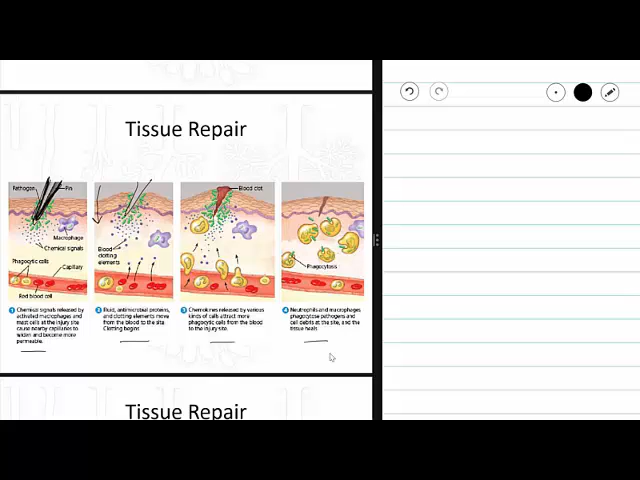 Tissue Repair
Pathogen
Pin
Macrophage
Chemical signals
Phagocytic cells
Capillary
Red blood cell
1 Chemical signals released by
activated macrophages and
mast cells at the injury site
cause nearby capillaries to
widen and become more
permeable.
Blood
clotting
elements
2 Fluid, antimicrobial proteins,
and clotting elements move
from the blood to the site.
Clotting begins.
Blood clot
3 Chemokines released by various
kinds of cells attract more
phagocytic cells from the blood
to the injury site.
Phagocytosis
4 Neutrophils and macrophages
phagocytose pathogens and
cell debris at the site, and the
tissue heals.
Tissue Repair